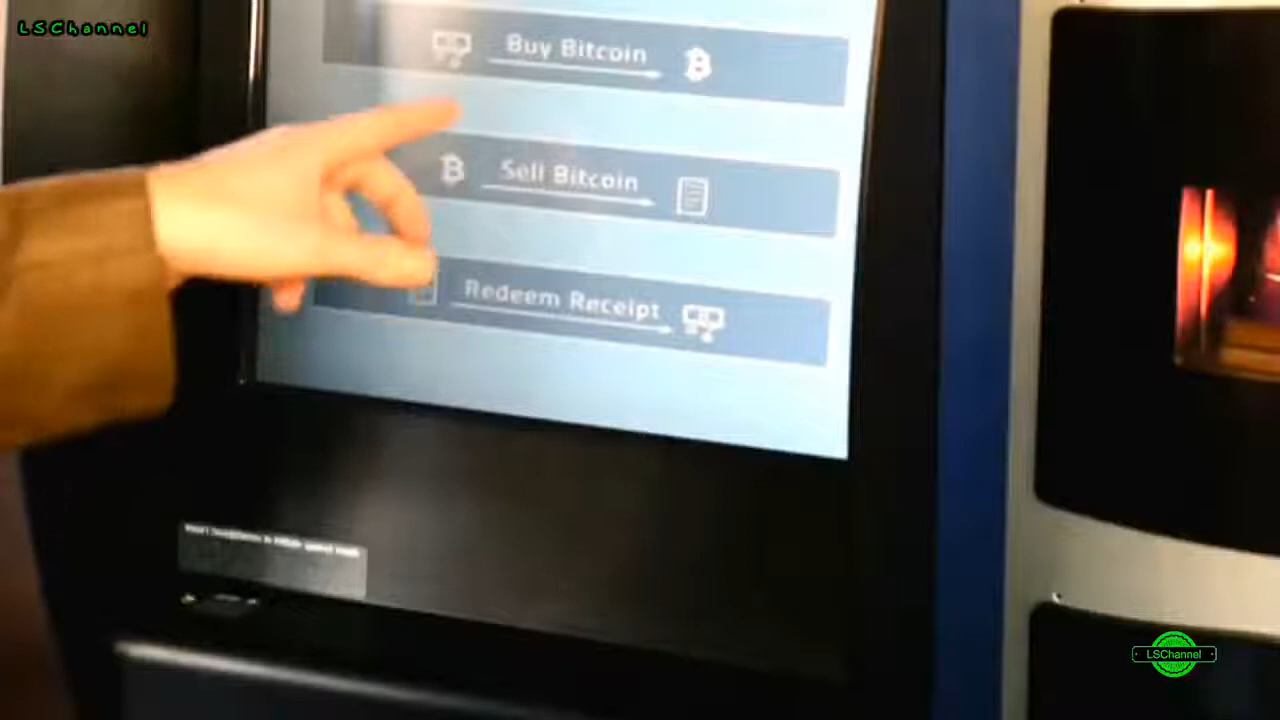 LSChannel
Buy Bitcoin
Sell Bitcoin
Redeem Receipt
LSChannel